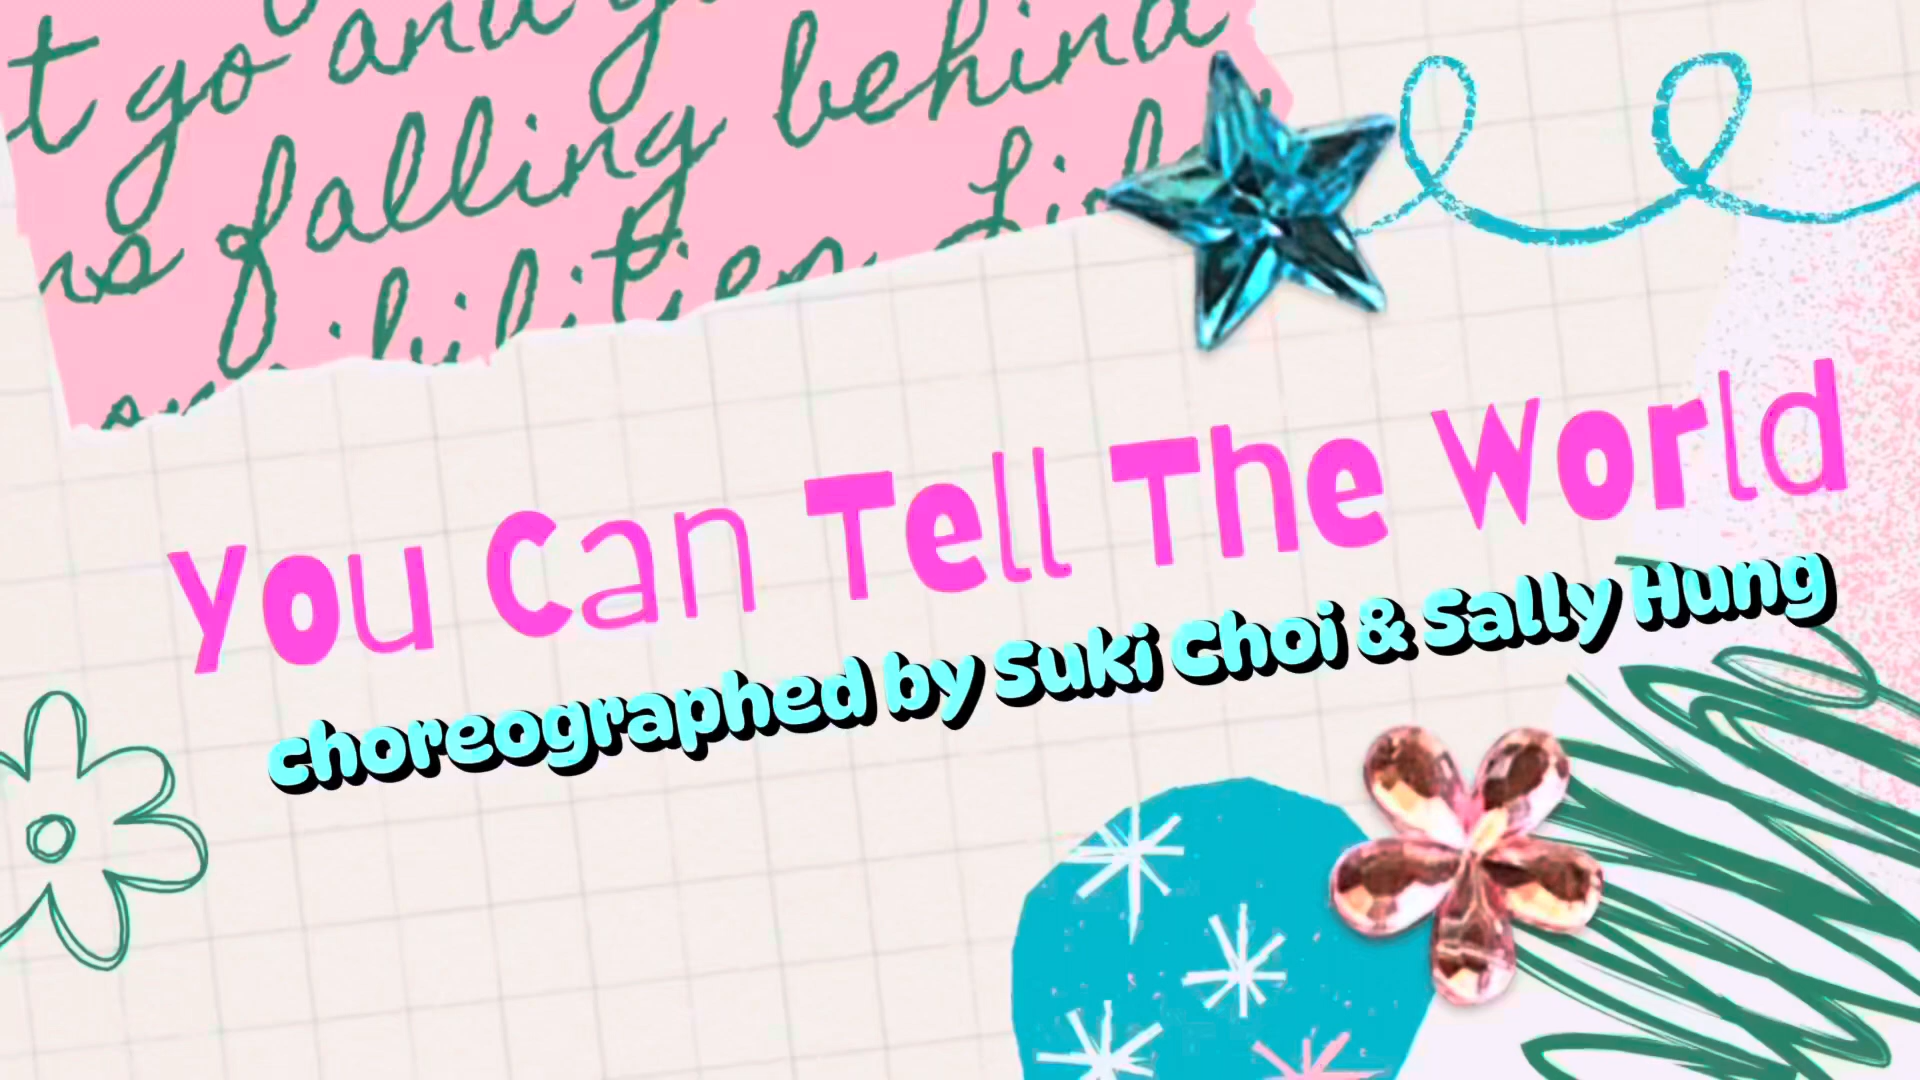 t go and
falling behind
You Can Tell The World
choreographed by Suki Choi & Sally Hung